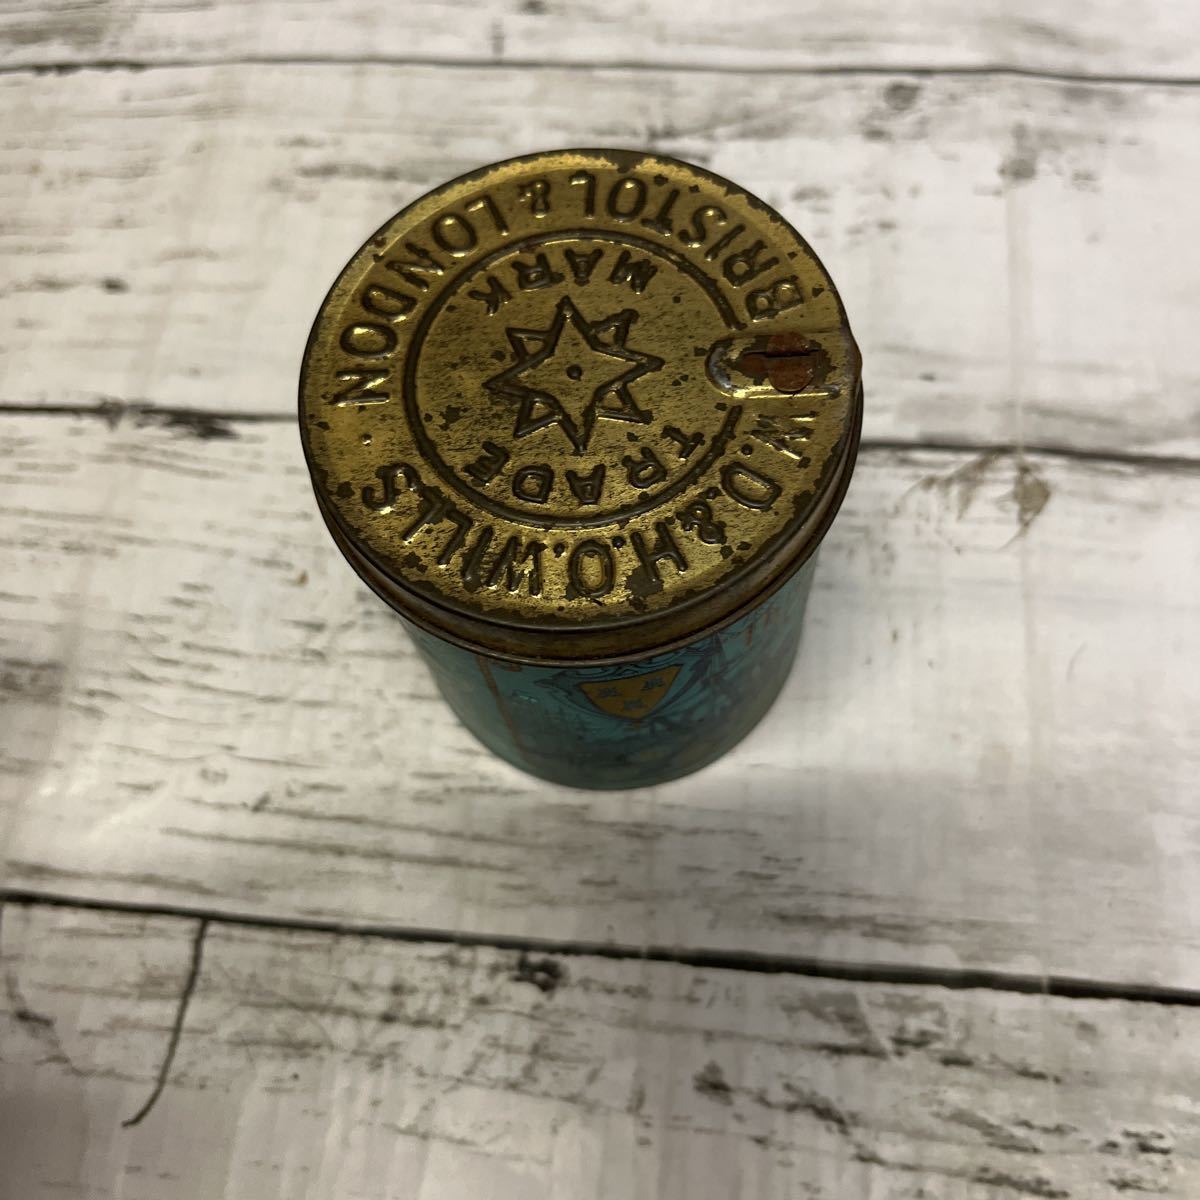 W.D.&H.O.WILLS.
BRISTOL & LONDON
TRADE
MARK